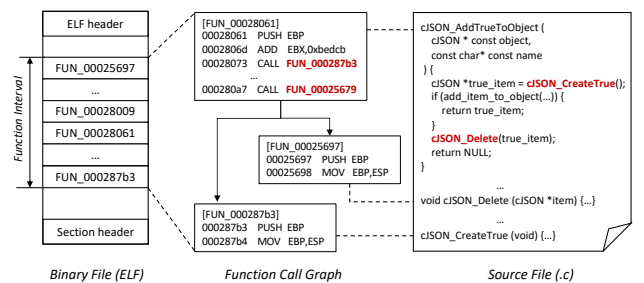 ELF header
FUN_00025697
...
FUN_00028009
FUN_00028061
...
FUN_000287b3
Section header
Function Interval
Binary File (ELF)
[FUN_00028061]
00028061 PUSH EBP
0002806d ADD EBX,0xbedcb
00028073 CALL FUN_000287b3
...
000280a7 CALL FUN_00025679
[FUN_00025697]
00025697 PUSH EBP
00025698 MOV EBP,ESP
[FUN_000287b3]
000287b3 PUSH EBP
000287b4 MOV EBP,ESP
Function Call Graph
cJSON_AddTrueToObject (
cJSON * const object,
const char* const name
) {
cJSON *true_item = cJSON_CreateTrue();
if (add_item_to_object(...)) {
return true_item;
}
cJSON_Delete(true_item);
return NULL;
}
...
void cJSON_Delete (cJSON *item) {...}
...
cJSON_CreateTrue (void) {...}
Source File (.c)